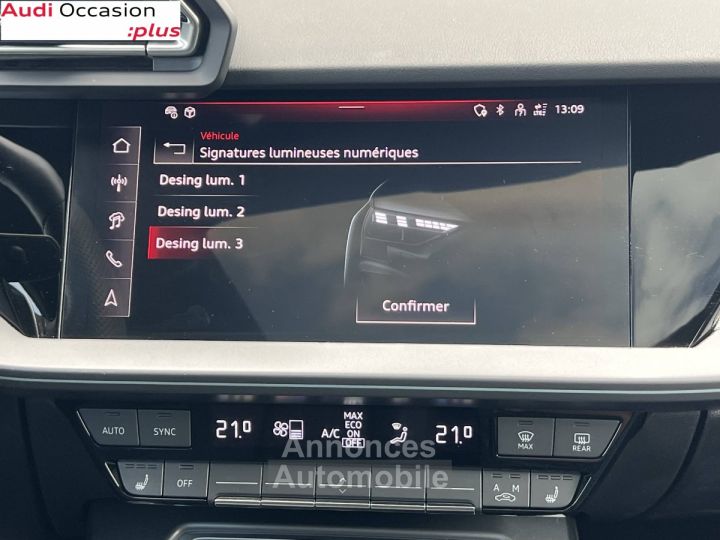 Audi Occasion
:plus
LTE
13:09
Véhicule
Signatures lumineuses numériques
Desing lum. 1
Desing lum. 2
Desing lum. 3
Confirmer
AUTO
SYNC
21.0
A/C
MAX
ECO
ON
OFF
21.0
MAX
REAR
OFF
A M
Annonces
Automobile